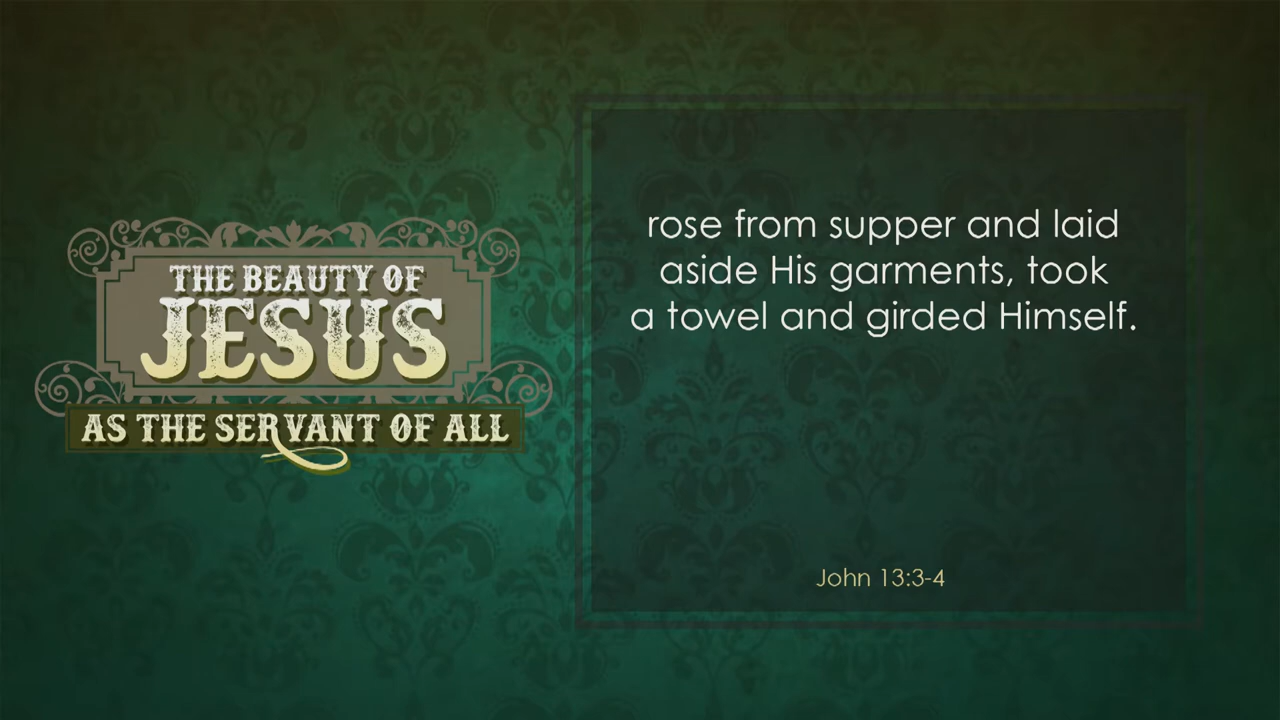 THE BEAUTY OF
JESUS
AS THE SERVANT OF ALL
rose from supper and laid
aside His garments, took
a towel and girded Himself.
John 13:3-4